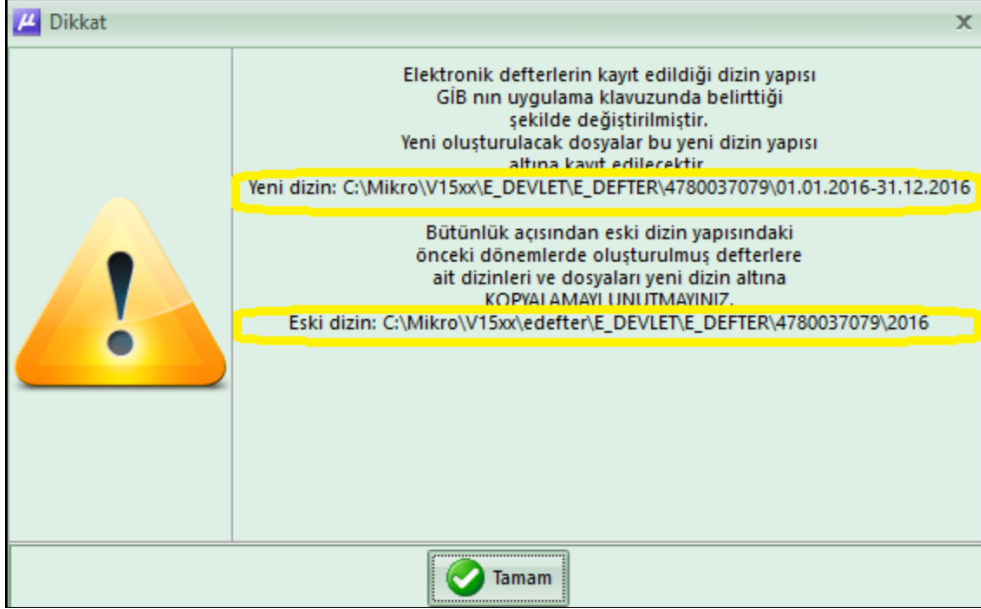 Dikkat
Elektronik defterlerin kayıt edildiği dizin yapısı
GİB nın uygulama klavuzunda belirttiği
şekilde değiştirilmiştir.
Yeni oluşturulacak dosyalar bu yeni dizin yapısı
altına kayıt edilecektir
Yeni dizin: C:\Mikro\V15xx\E_DEVLET\E_DEFTER\4780037079\01.01.2016-31.12.2016
Bütünlük açısından eski dizin yapısındaki
önceki dönemlerde oluşturulmuş defterlere
ait dizinleri ve dosyaları yeni dizin altına
KOPYALAMAYI UNUTMAYINIZ.
Eski dizin: C:\Mikro\V15xx\edefter\E_DEVLET\E_DEFTER\4780037079\2016
Tamam